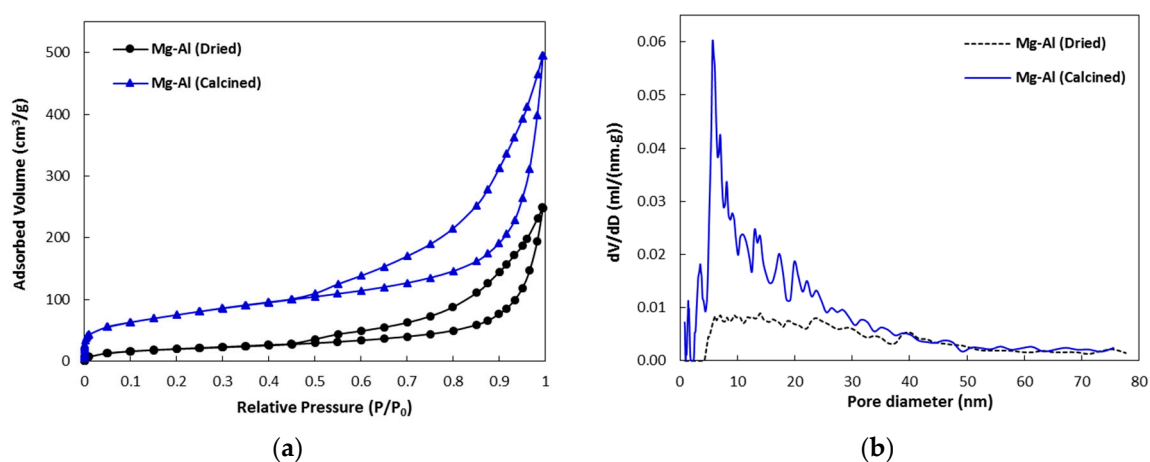 Mg-Al (Dried)
Mg-Al (Calcined)
Adsorbed Volume (cm³/g)
500
400
300
200
100
0
0 0.1 0.2 0.3 0.4 0.5 0.6 0.7 0.8 0.9 1
Relative Pressure (P/P₀)
(a)
Mg-Al (Dried)
Mg-Al (Calcined)
dV/dD (ml/(nm.g))
0.06
0.05
0.04
0.03
0.02
0.01
0.00
0 10 20 30 40 50 60 70 80
Pore diameter (nm)
(b)